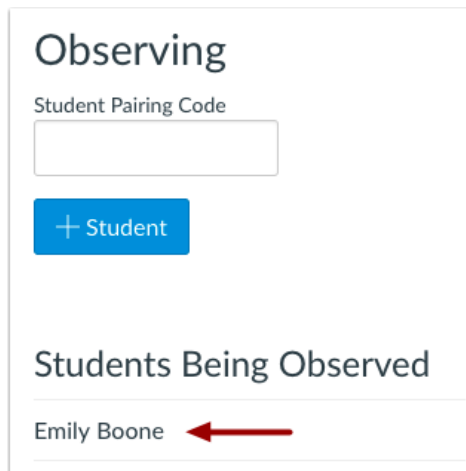 Observing
Student Pairing Code
+ Student
Students Being Observed
Emily Boone